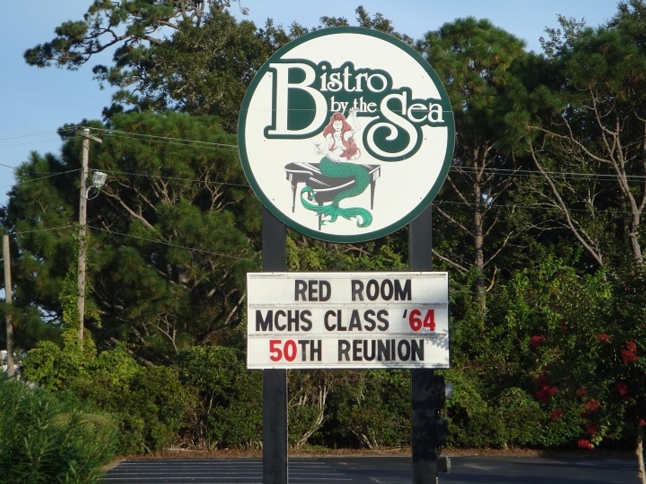 Bistro
by the Sea
RED ROOM
MCHS CLASS '64
50TH REUNION